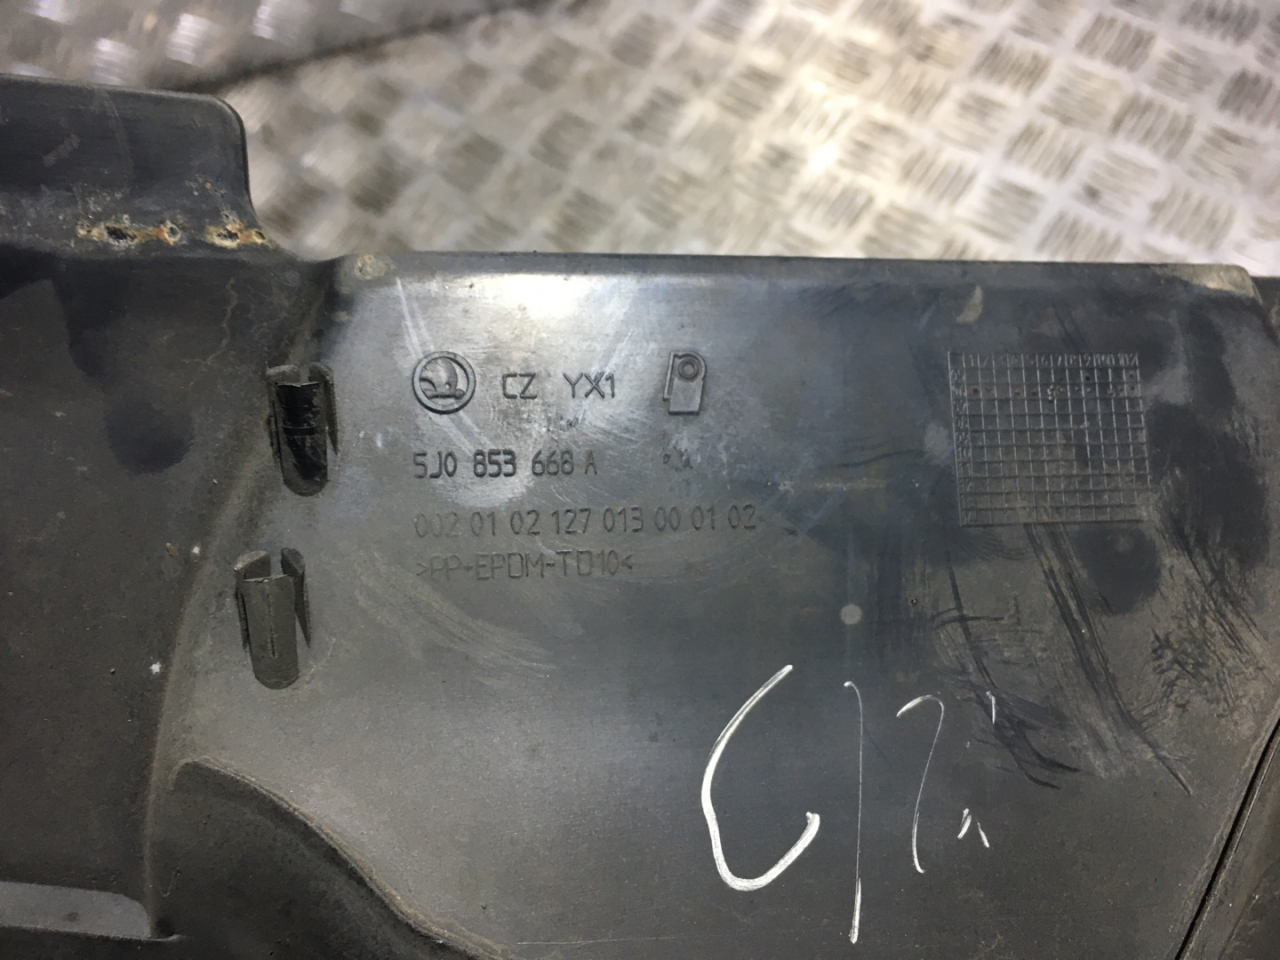 CZ YX1
5J0 853 668 A
002 01 02 127 013 00 01 02
>PP+EPDM-TD10<